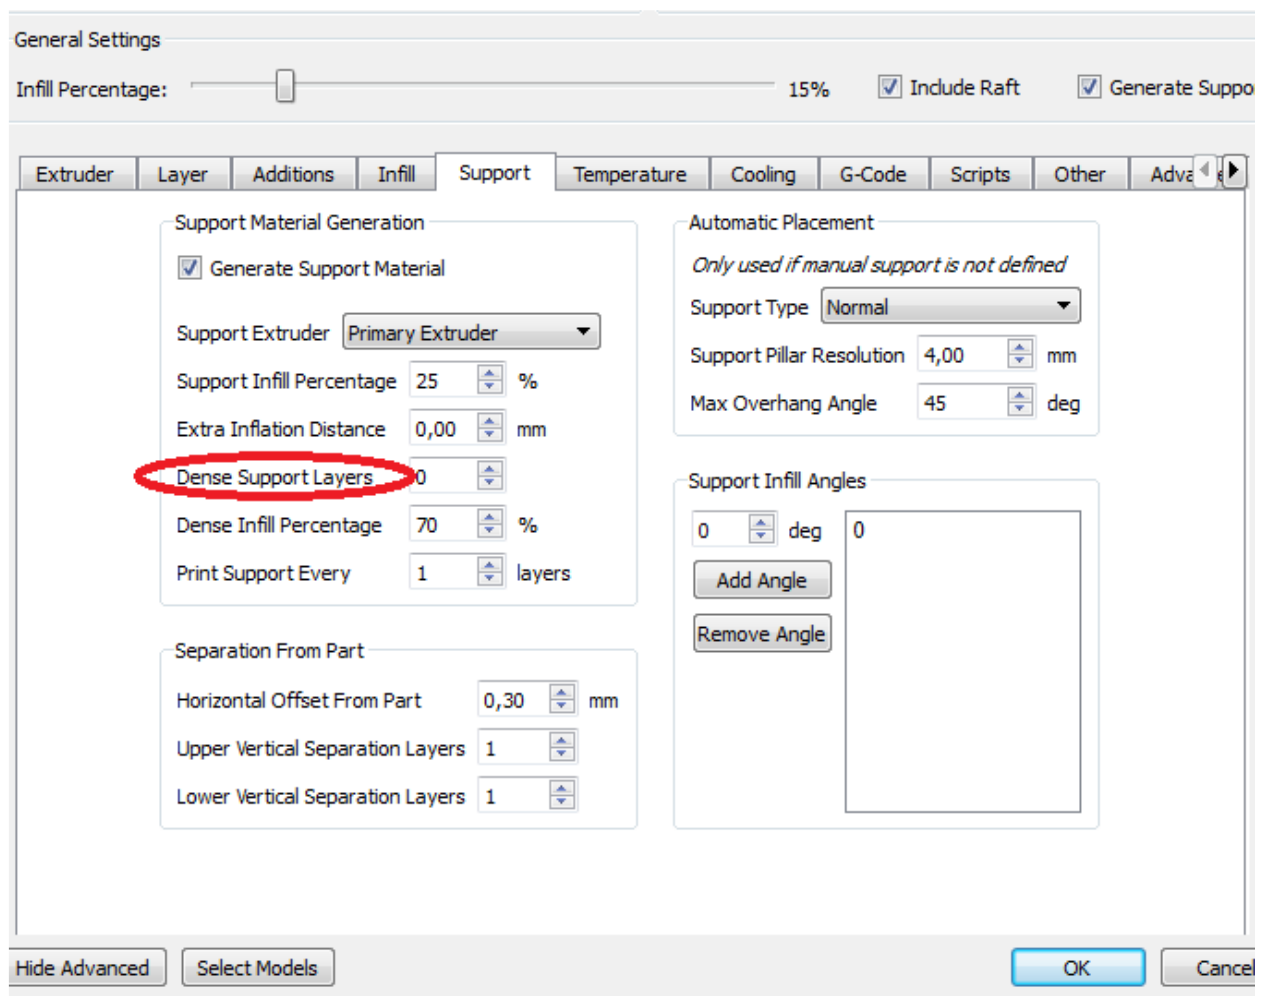 General Settings
Infill Percentage: 15% Include Raft Generate Suppo
Extruder Layer Additions Infill Support Temperature Cooling G-Code Scripts Other Adva
Support Material Generation
Generate Support Material
Support Extruder Primary Extruder
Support Infill Percentage 25 %
Extra Inflation Distance 0,00 mm
Dense Support Layers 0
Dense Infill Percentage 70 %
Print Support Every 1 layers
Separation From Part
Horizontal Offset From Part 0,30 mm
Upper Vertical Separation Layers 1
Lower Vertical Separation Layers 1
Automatic Placement
Only used if manual support is not defined
Support Type Normal
Support Pillar Resolution 4,00 mm
Max Overhang Angle 45 deg
Support Infill Angles
0 deg 0
Add Angle
Remove Angle
Hide Advanced Select Models OK Cancel